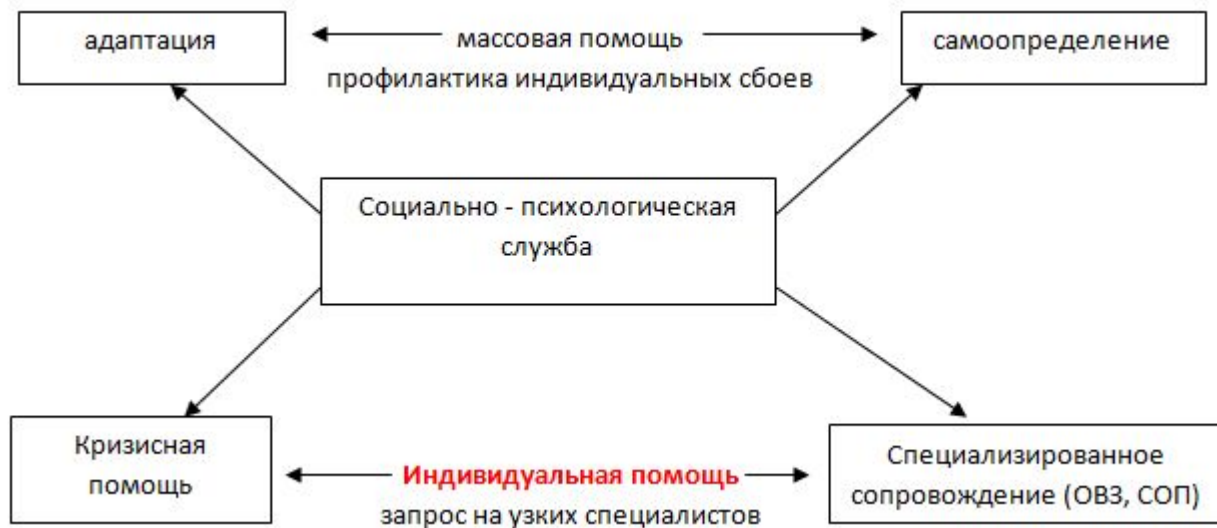 адаптация
массовая помощь
самоопределение
профилактика индивидуальных сбоев
Социально - психологическая
служба
Кризисная
помощь
Индивидуальная помощь
запрос на узких специалистов
Специализированное
сопровождение (ОВЗ, СОП)